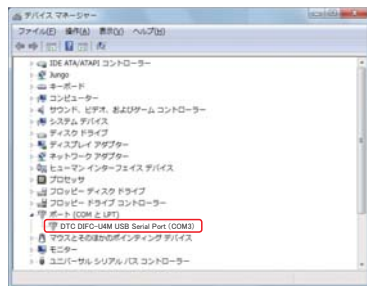 デバイス マネージャー
ファイル(F) 操作(A) 表示(V) ヘルプ(H)
IDE ATA/ATAPI コントローラー
Jungo
キーボード
コンピューター
サウンド、ビデオ、およびゲーム コントローラー
システム デバイス
ディスク ドライブ
ディスプレイ アダプター
ネットワーク アダプター
ヒューマン インターフェイス デバイス
プロセッサ
フロッピー ディスク ドライブ
フロッピー ドライブ コントローラー
ポート (COM と LPT)
DTC DIFC-U4M USB Serial Port (COM3)
マウスとそのほかのポインティング デバイス
モニター
ユニバーサル シリアル バス コントローラー